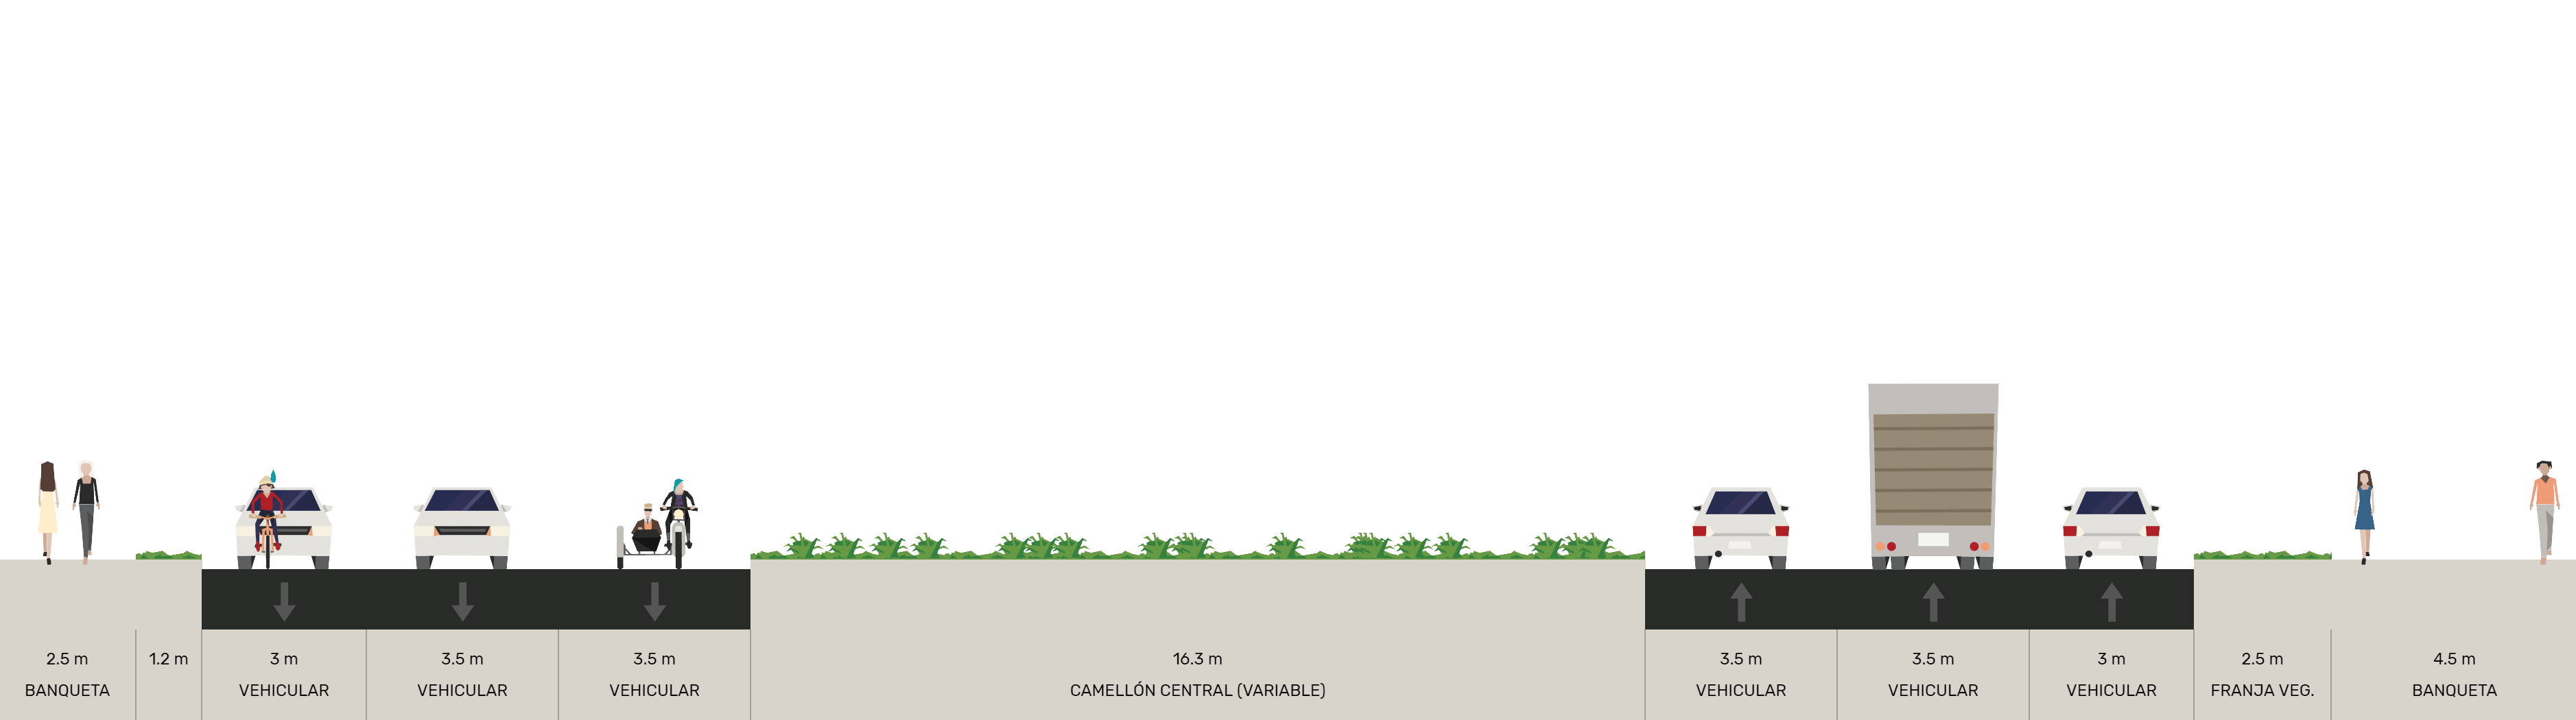 2.5 m
BANQUETA
1.2 m
3 m
VEHICULAR
3.5 m
VEHICULAR
3.5 m
VEHICULAR
16.3 m
CAMELLÓN CENTRAL (VARIABLE)
3.5 m
VEHICULAR
3.5 m
VEHICULAR
3 m
VEHICULAR
2.5 m
FRANJA VEG.
4.5 m
BANQUETA